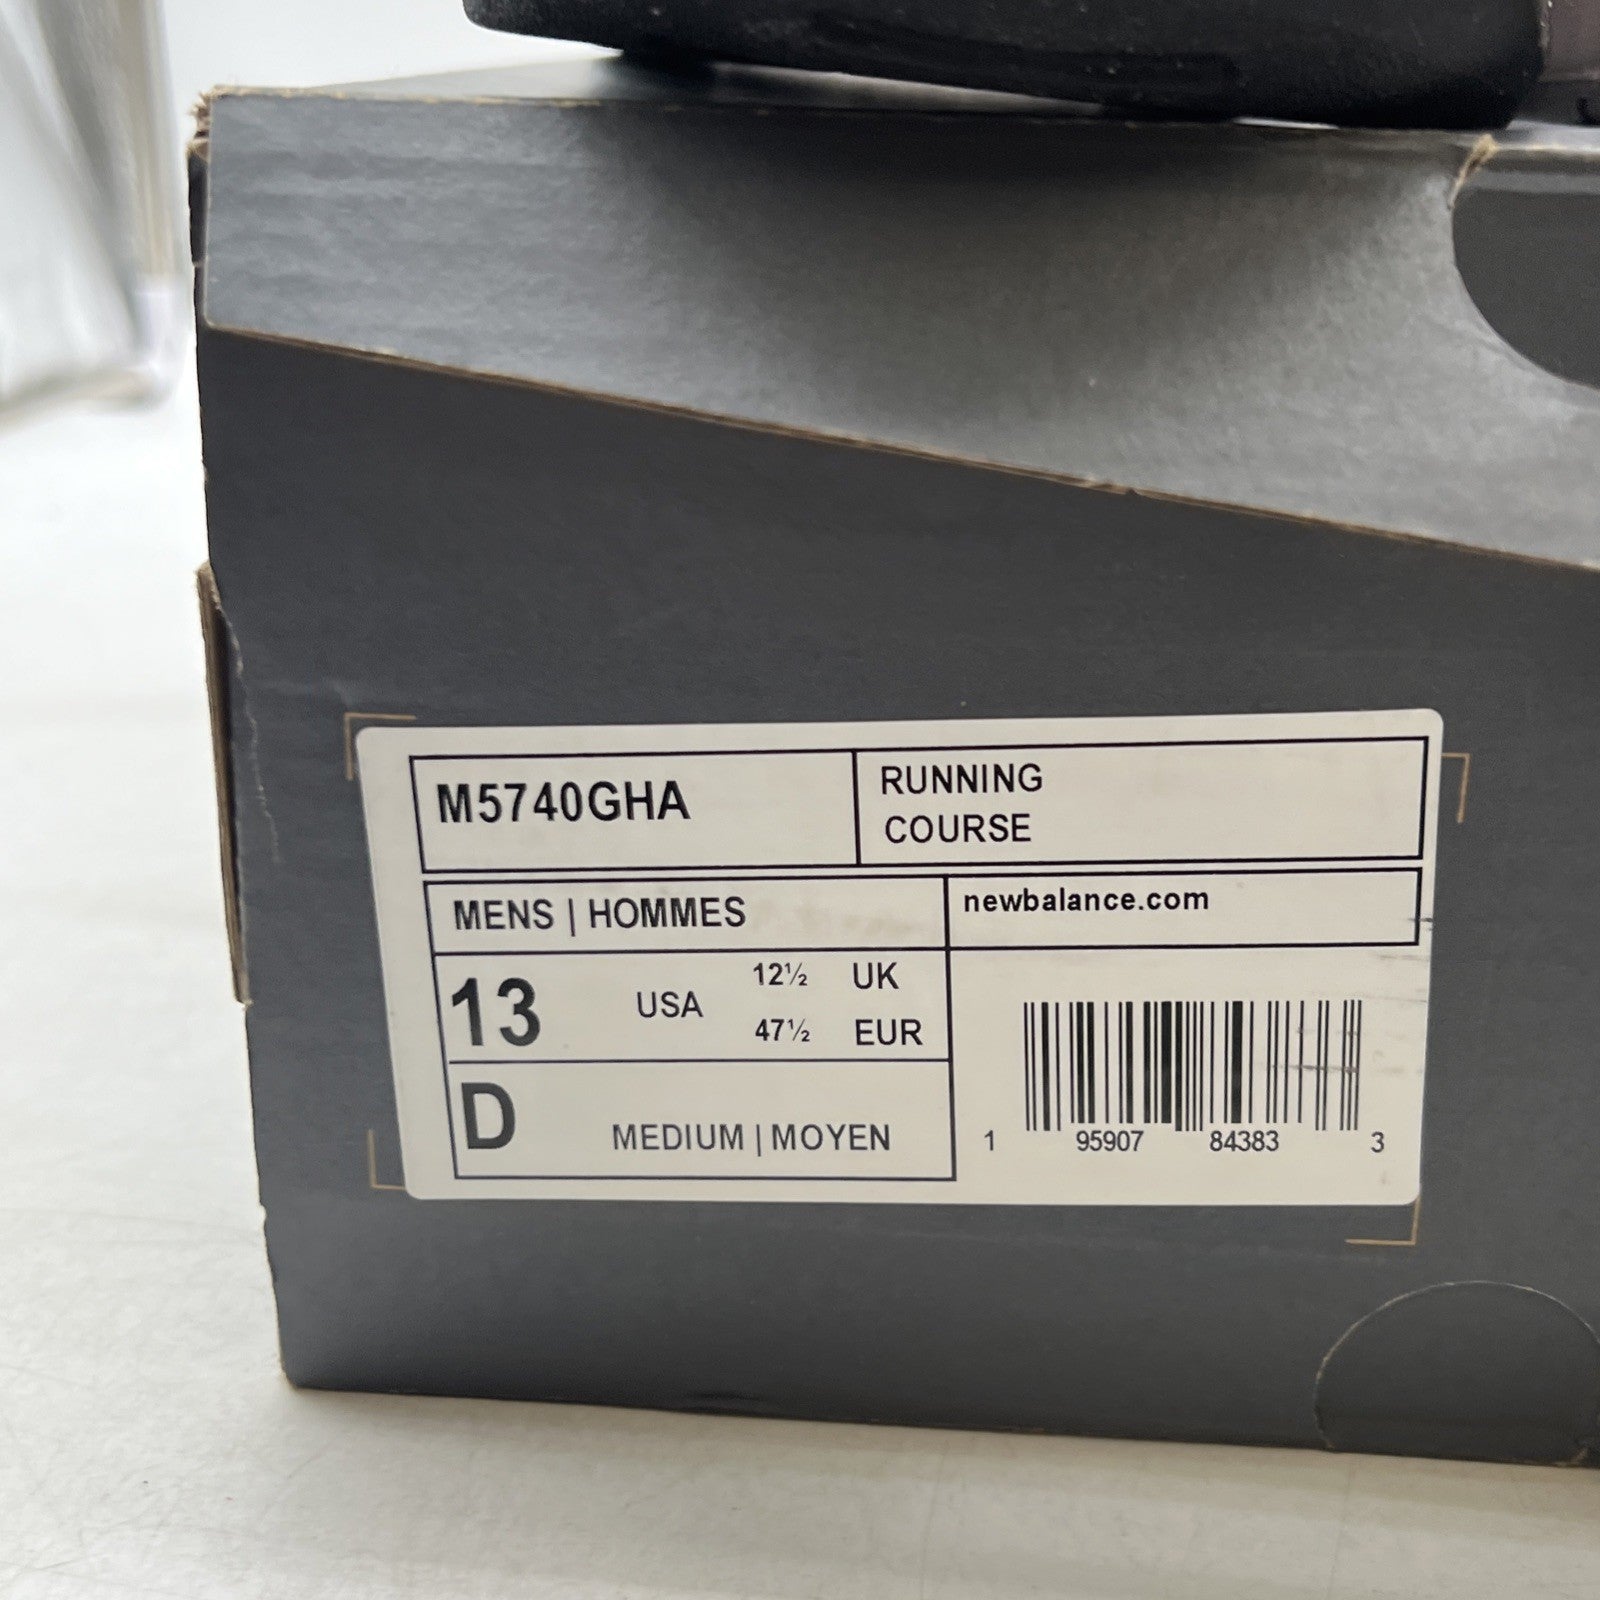 M5740GHA
RUNNING
COURSE
MENS | HOMMES
newbalance.com
13 USA 12½ UK
47½ EUR
D MEDIUM | MOYEN
1 95907 84383 3